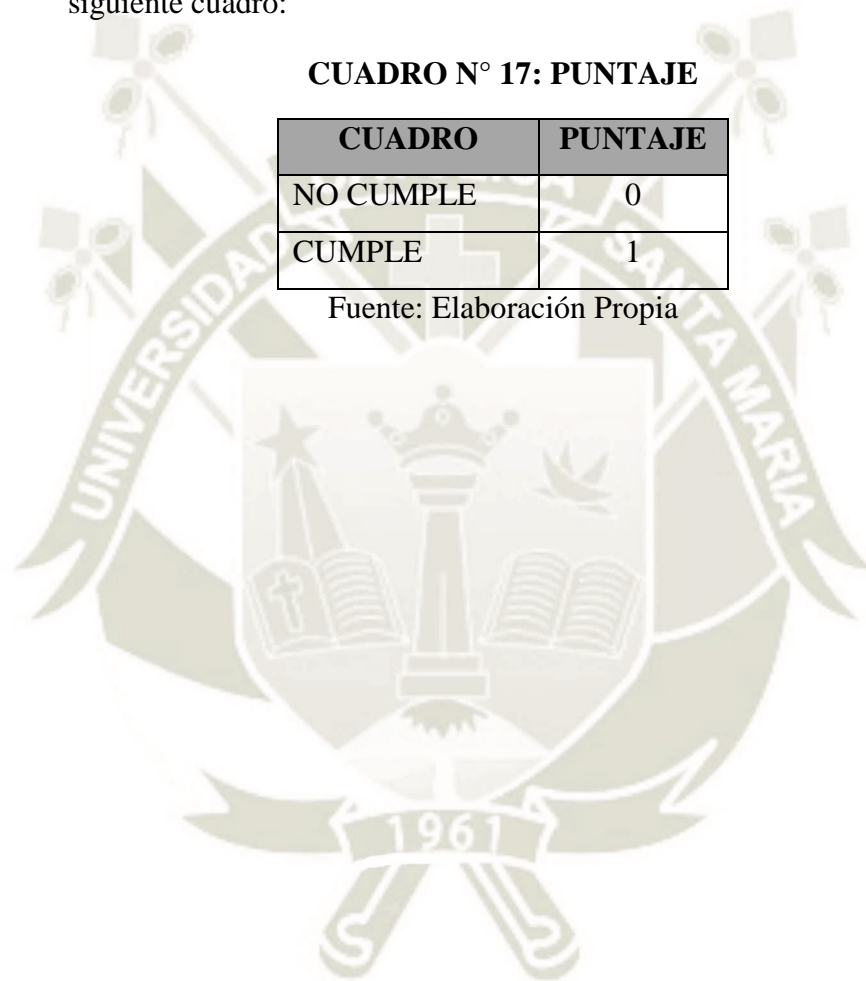 siguiente cuadro:
CUADRO N° 17: PUNTAJE
CUADRO PUNTAJE
NO CUMPLE 0
CUMPLE 1
Fuente: Elaboración Propia
UNIVERSIDAD SANTA MARIA
1961